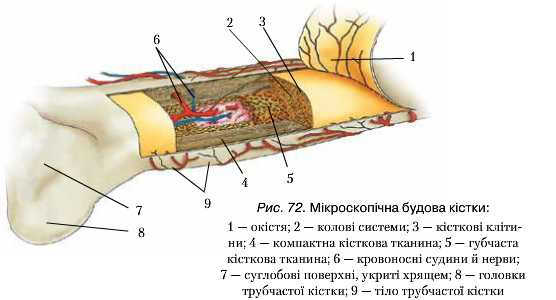 6
2
3
1
5
4
9
7
8
Рис. 72. Мікроскопічна будова кістки:
1 — окістя; 2 — колові системи; 3 — кісткові кліти-
ни; 4 — компактна кісткова тканина; 5 — губчаста
кісткова тканина; 6 — кровоносні судини й нерви;
7 — суглобові поверхні, укриті хрящем; 8 — головки
трубчастої кістки; 9 — тіло трубчастої кістки